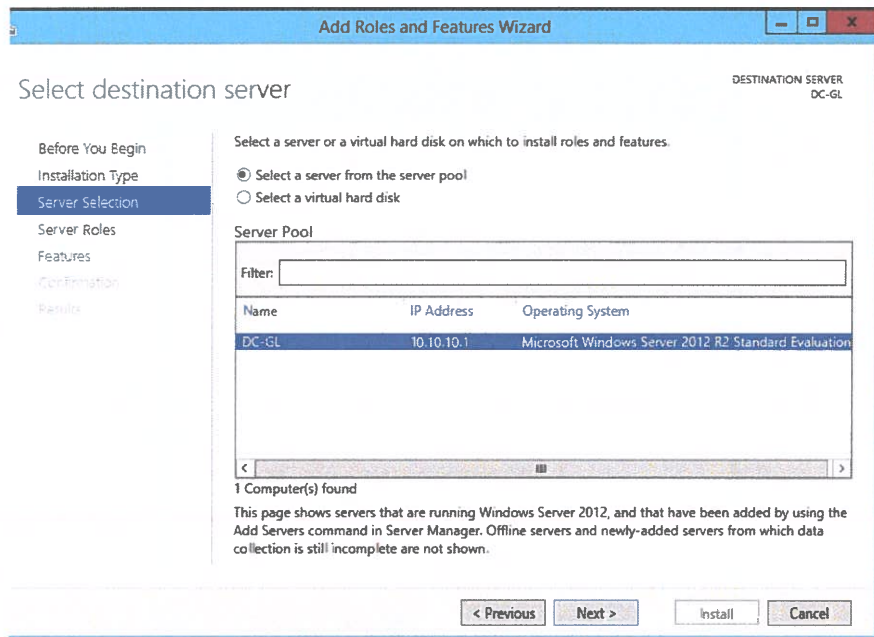 Add Roles and Features Wizard
Select destination server
DESTINATION SERVER
DC-GL
Before You Begin
Installation Type
Server Selection
Server Roles
Features
Confirmation
Results
Select a server or a virtual hard disk on which to install roles and features.
Select a server from the server pool
Select a virtual hard disk
Server Pool
Filter:
Name IP Address Operating System
DC-GL 10.10.10.1 Microsoft Windows Server 2012 R2 Standard Evaluation
1 Computer(s) found
This page shows servers that are running Windows Server 2012, and that have been added by using the
Add Servers command in Server Manager. Offline servers and newly-added servers from which data
collection is still incomplete are not shown.
< Previous Next > Install Cancel